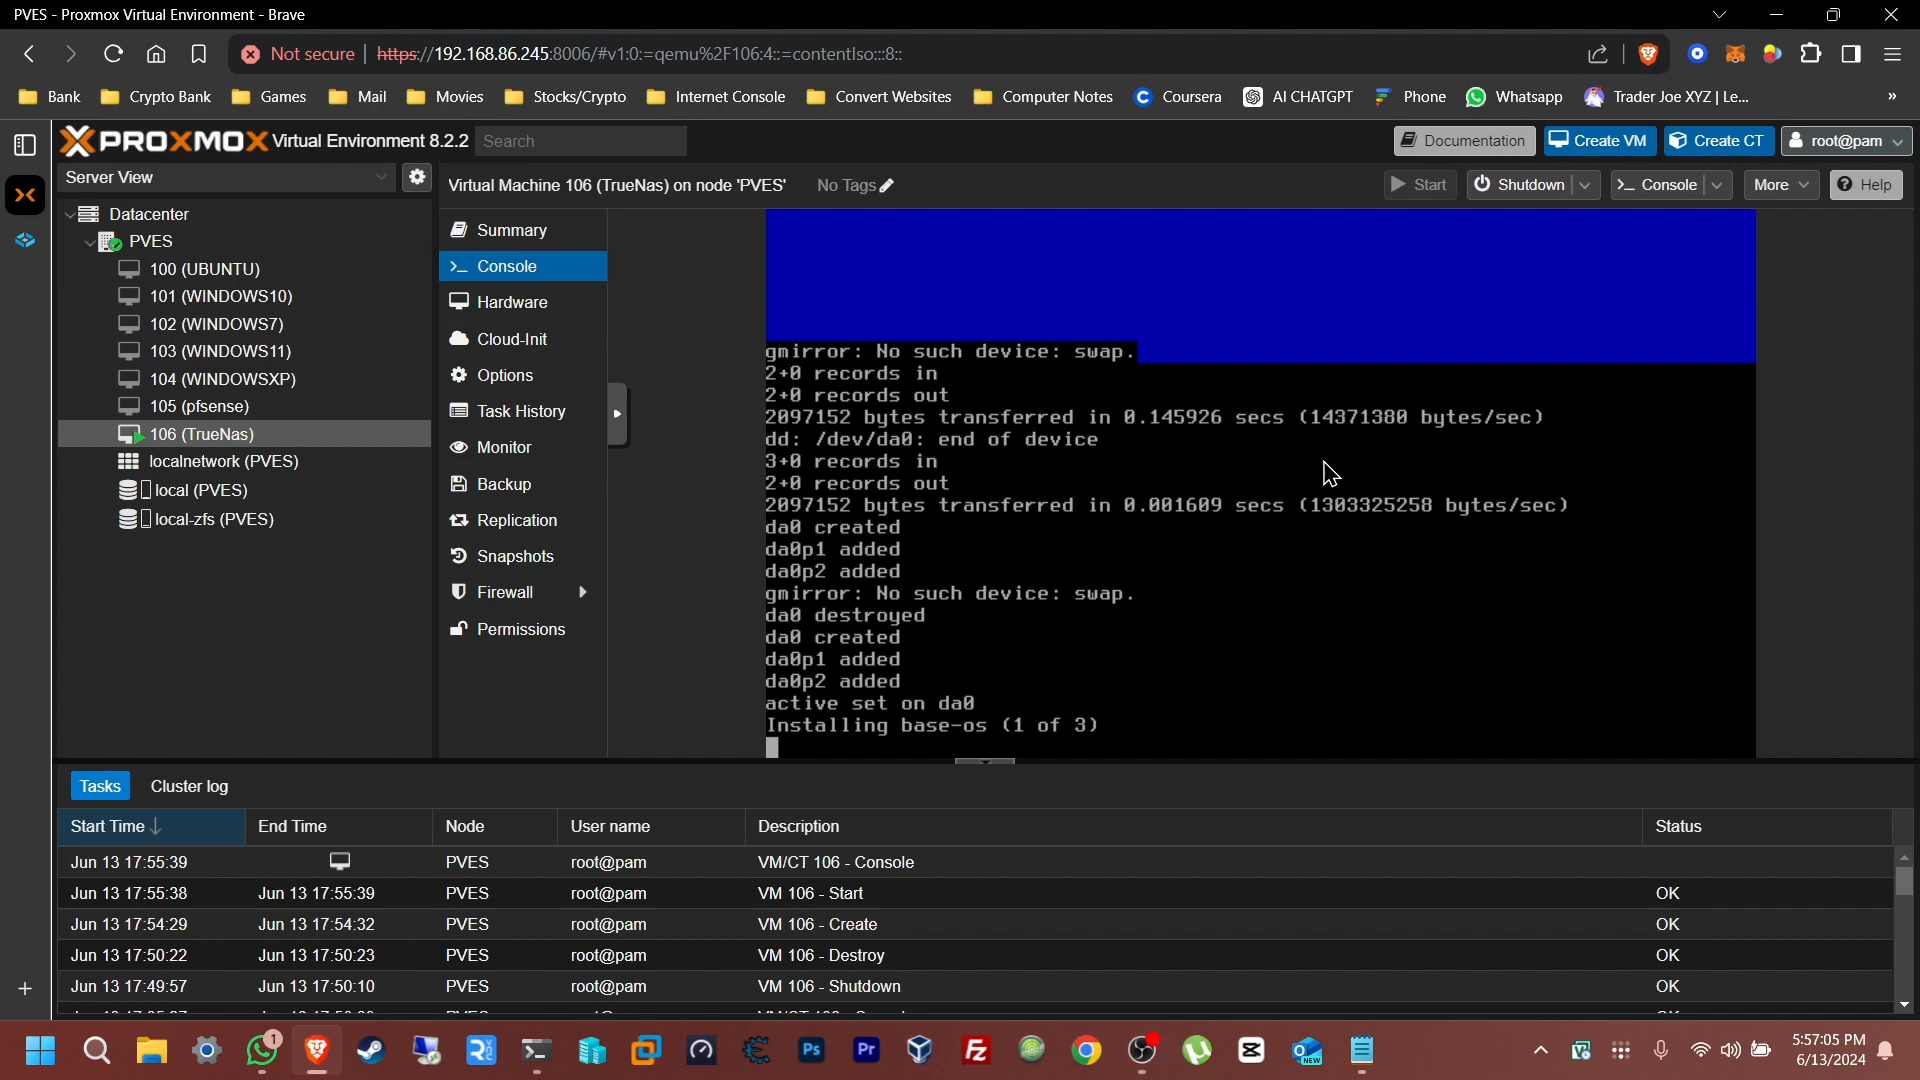 PVES - Proxmox Virtual Environment - Brave
Not secure | https://192.168.86.245:8006/#v1:0:=qemu%2F106:4::=contentIso:::8::
Bank Crypto Bank Games Mail Movies Stocks/Crypto Internet Console Convert Websites Computer Notes Coursera AI CHATGPT Phone Whatsapp Trader Joe XYZ | Le... »
PROXMOX Virtual Environment 8.2.2 Search Documentation Create VM Create CT root@pam
Server View
Virtual Machine 106 (TrueNas) on node 'PVES' No Tags Start Shutdown Console More Help
Datacenter
PVES
100 (UBUNTU)
101 (WINDOWS10)
102 (WINDOWS7)
103 (WINDOWS11)
104 (WINDOWSXP)
105 (pfsense)
106 (TrueNas)
localnetwork (PVES)
local (PVES)
local-zfs (PVES)
Summary
Console
Hardware
Cloud-Init
Options
Task History
Monitor
Backup
Replication
Snapshots
Firewall
Permissions
gmirror: No such device: swap.
2+0 records in
2+0 records out
2097152 bytes transferred in 0.145926 secs (14371380 bytes/sec)
dd: /dev/da0: end of device
3+0 records in
2+0 records out
2097152 bytes transferred in 0.001609 secs (1303325258 bytes/sec)
da0 created
da0p1 added
da0p2 added
gmirror: No such device: swap.
da0 destroyed
da0 created
da0p1 added
da0p2 added
active set on da0
Installing base-os (1 of 3)
Tasks Cluster log
Start Time End Time Node User name Description Status
Jun 13 17:55:39 PVES root@pam VM/CT 106 - Console
Jun 13 17:55:38 Jun 13 17:55:39 PVES root@pam VM 106 - Start OK
Jun 13 17:54:29 Jun 13 17:54:32 PVES root@pam VM 106 - Create OK
Jun 13 17:50:22 Jun 13 17:50:23 PVES root@pam VM 106 - Destroy OK
Jun 13 17:49:57 Jun 13 17:50:10 PVES root@pam VM 106 - Shutdown OK
1 Ps Pr Fz NEW
5:57:05 PM
6/13/2024